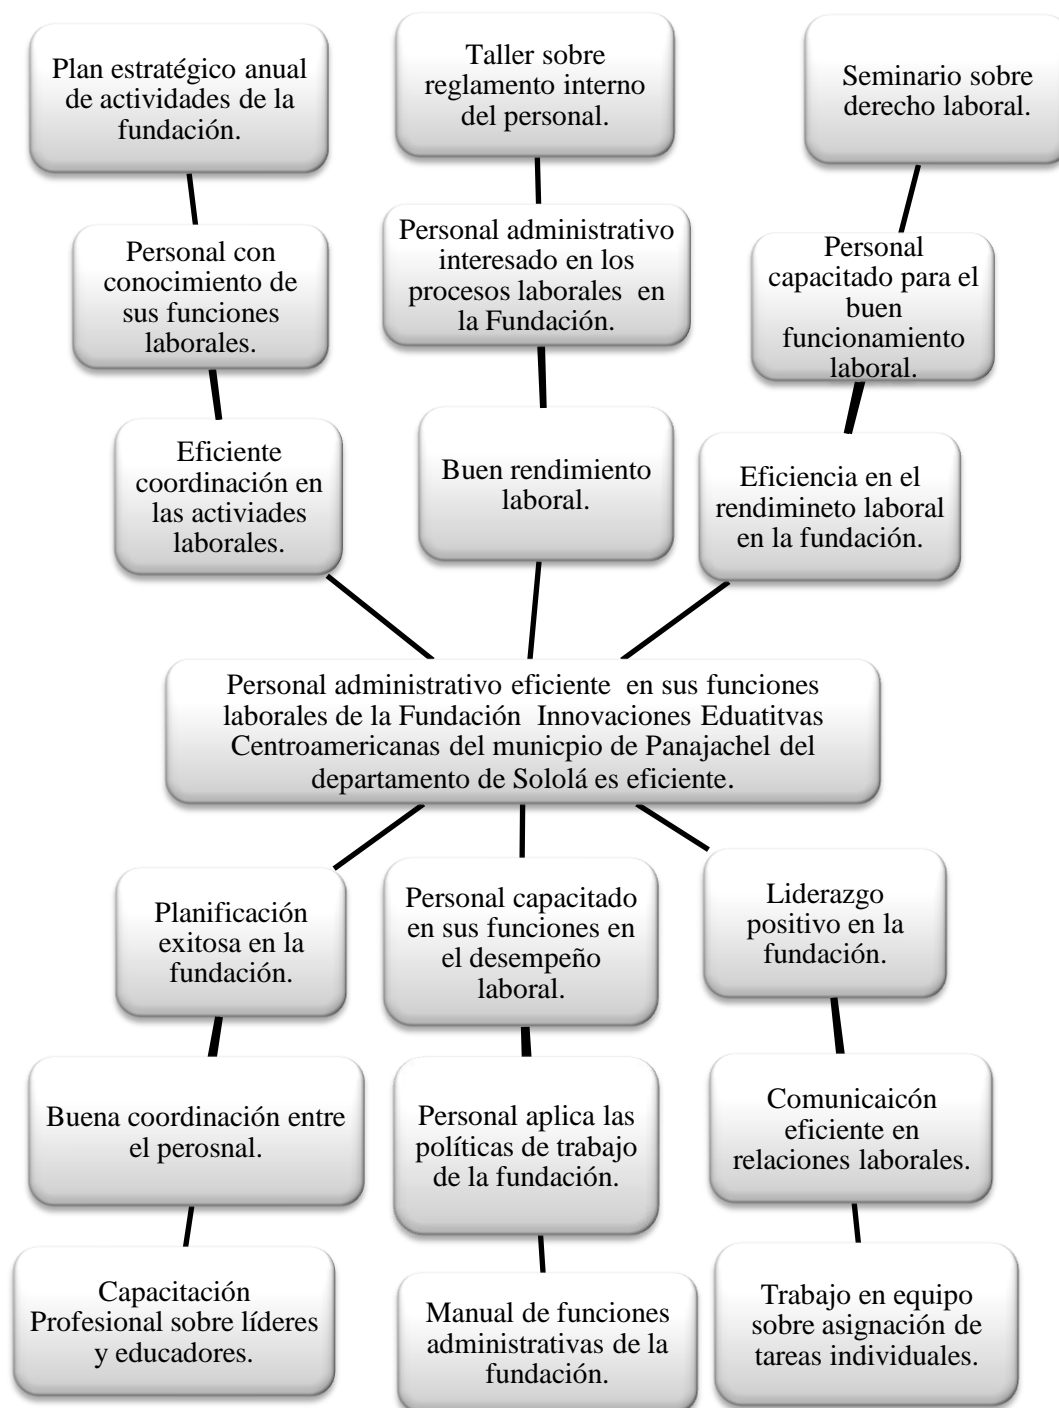 Plan estratégico anual
de actividades de la
fundación.
Taller sobre
reglamento interno
del personal.
Seminario sobre
derecho laboral.
Personal con
conocimiento de
sus funciones
laborales.
Personal administrativo
interesado en los
procesos laborales en
la Fundación.
Personal
capacitado para el
buen
funcionamiento
laboral.
Eficiente
coordinación en
las activiades
laborales.
Buen rendimiento
laboral.
Eficiencia en el
rendimineto laboral
en la fundación.
Personal administrativo eficiente en sus funciones
laborales de la Fundación Innovaciones Eduatitvas
Centroamericanas del municpio de Panajachel del
departamento de Sololá es eficiente.
Planificación
exitosa en la
fundación.
Personal capacitado
en sus funciones en
el desempeño
laboral.
Liderazgo
positivo en la
fundación.
Buena coordinación entre
el perosnal.
Personal aplica las
políticas de trabajo
de la fundación.
Comunicaicón
eficiente en
relaciones laborales.
Capacitación
Profesional sobre líderes
y educadores.
Manual de funciones
administrativas de la
fundación.
Trabajo en equipo
sobre asignación de
tareas individuales.